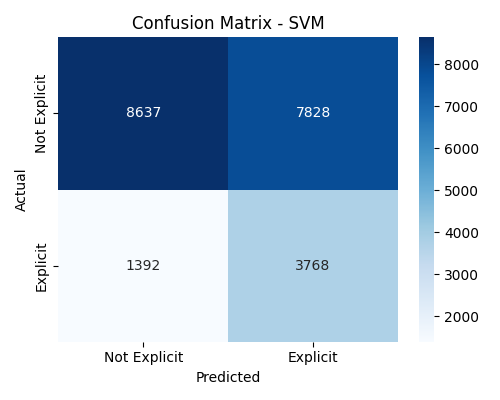 Confusion Matrix - SVM
Actual
Not Explicit
8637
7828
Explicit
1392
3768
Not Explicit
Explicit
Predicted
8000
7000
6000
5000
4000
3000
2000